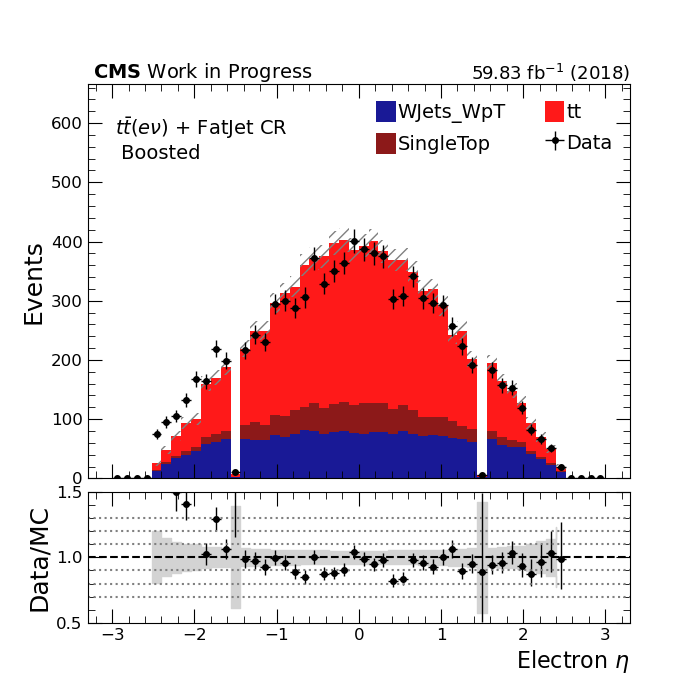 CMS Work in Progress 59.83 fb⁻¹ (2018)
tt̄(eν) + FatJet CR
Boosted
WJets_WpT
tt
SingleTop
Data
Events
600
500
400
300
200
100
0
Data/MC
1.5
1.0
0.5
−3 −2 −1 0 1 2 3
Electron η